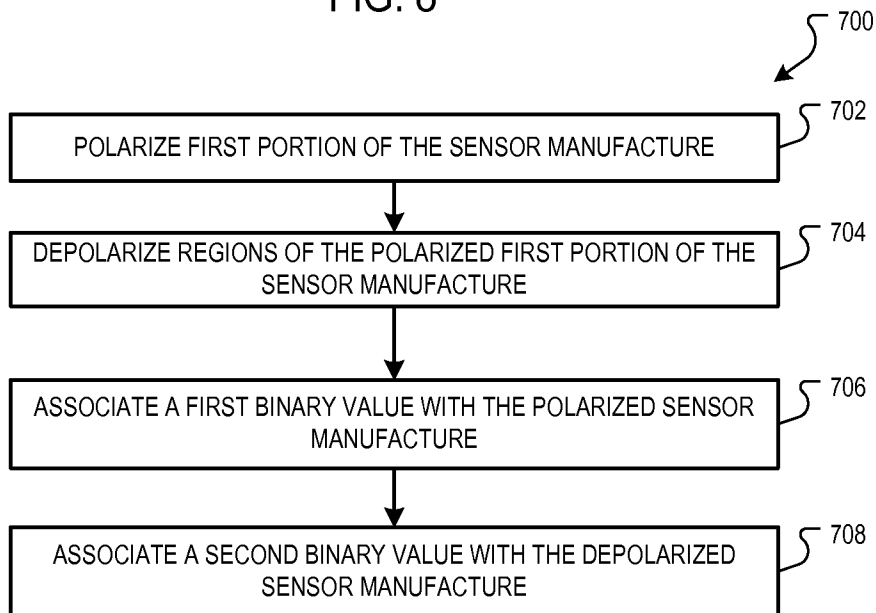 700
POLARIZE FIRST PORTION OF THE SENSOR MANUFACTURE
702
DEPOLARIZE REGIONS OF THE POLARIZED FIRST PORTION OF THE
SENSOR MANUFACTURE
704
ASSOCIATE A FIRST BINARY VALUE WITH THE POLARIZED SENSOR
MANUFACTURE
706
ASSOCIATE A SECOND BINARY VALUE WITH THE DEPOLARIZED
SENSOR MANUFACTURE
708